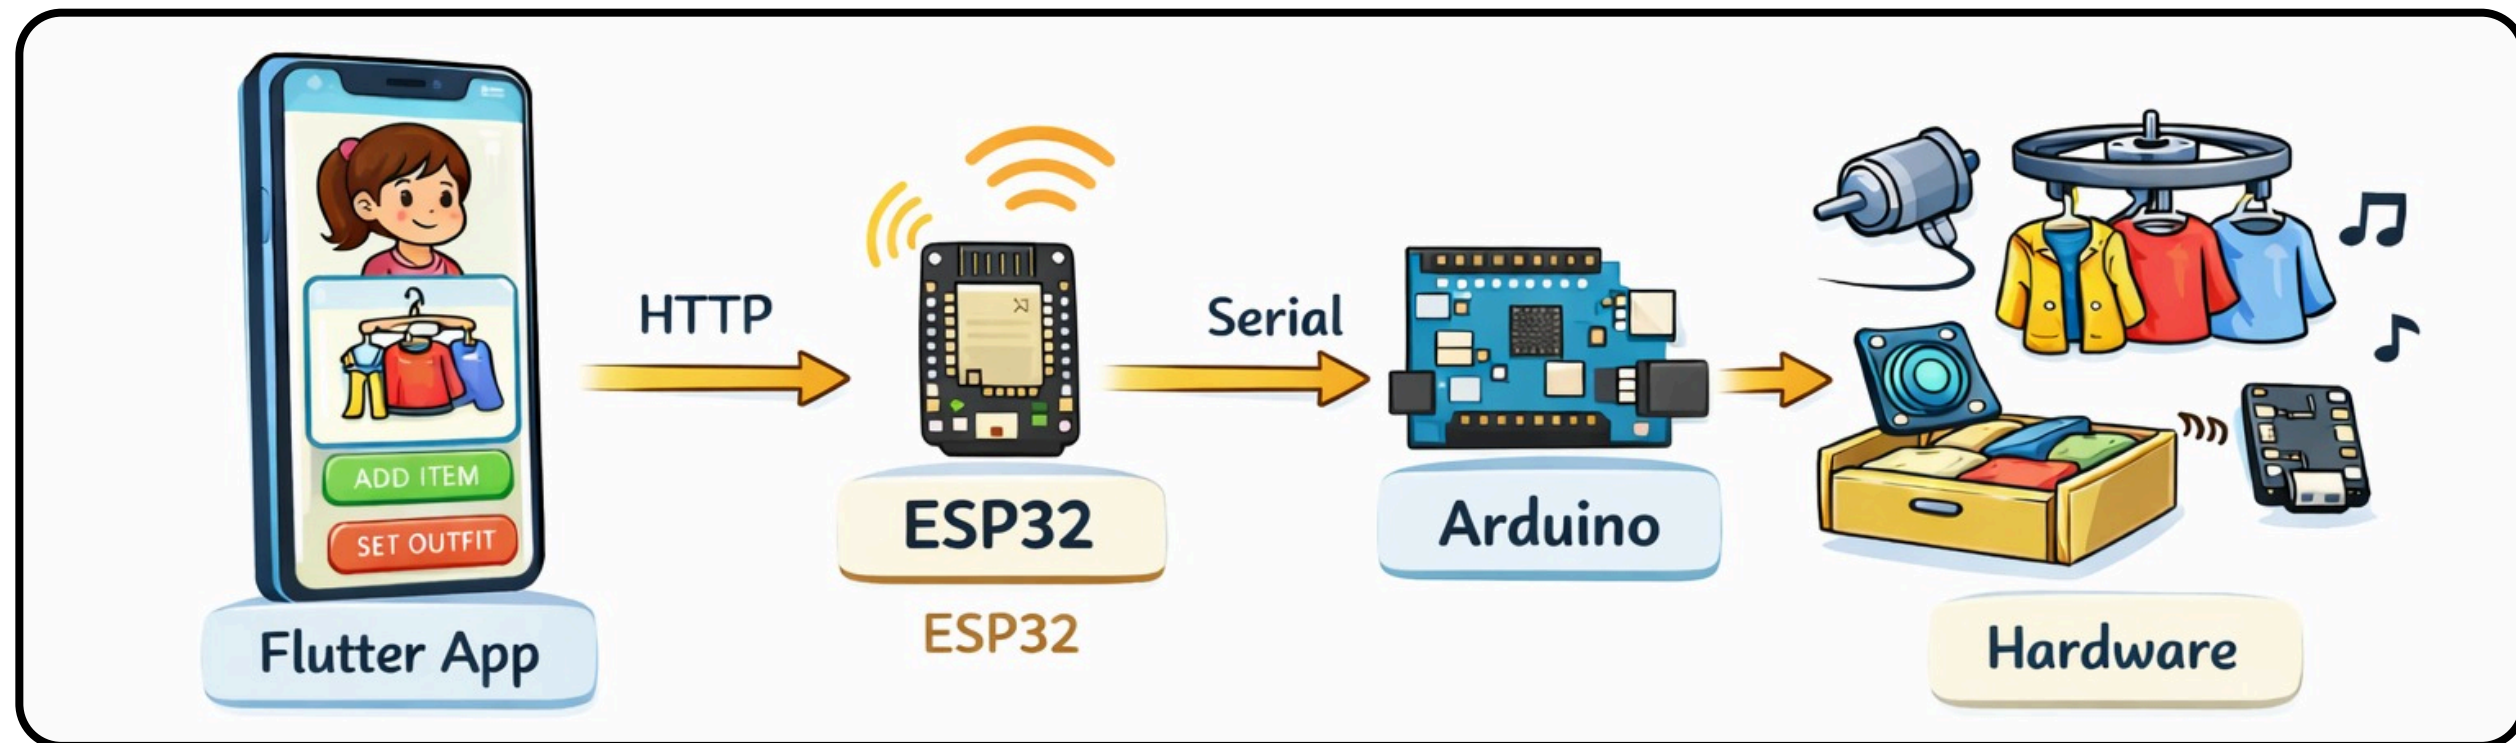 ADD ITEM
SET OUTFIT
Flutter App
HTTP
ESP32
ESP32
Serial
Arduino
Hardware